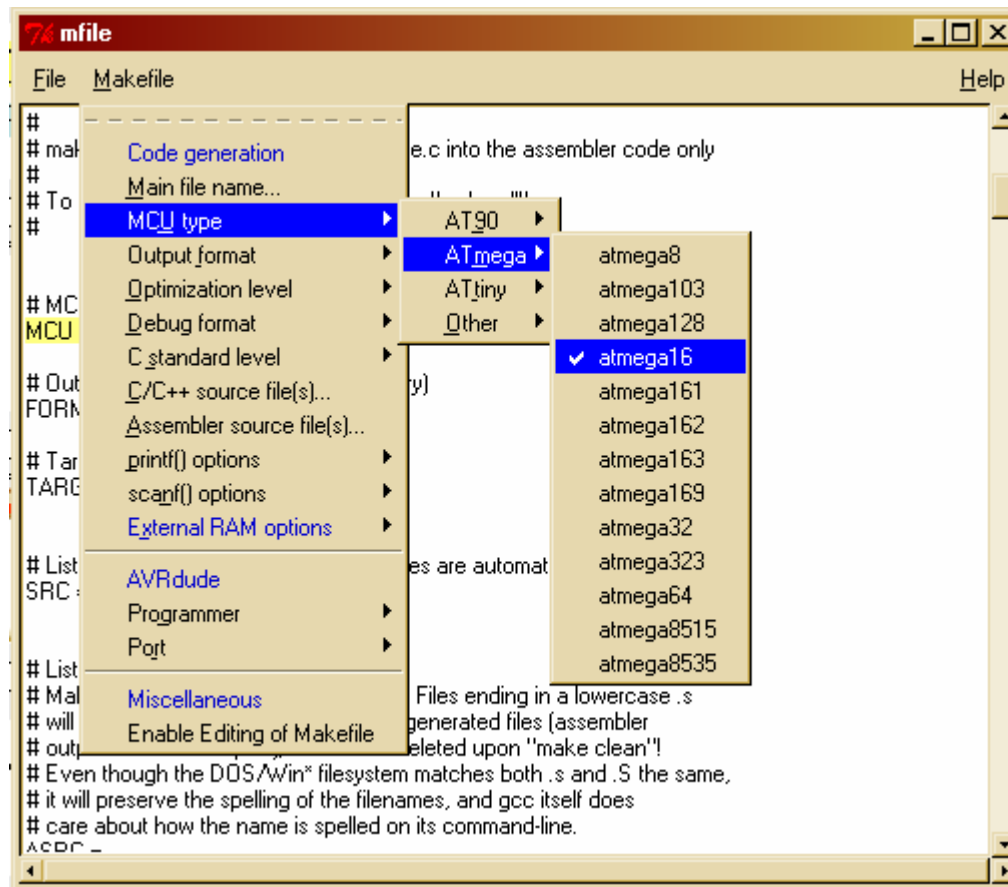 mfile
File Makefile Help
#
# mak e.c into the assembler code only
#
# To
#
# MC
MCU
# Out y)
FORM
# Tar
TARG
# List es are automat
SRC =
# List
# Mak Files ending in a lowercase .s
# will generated files (assembler
# outp eleted upon "make clean"!
# Even though the DOS/Win* filesystem matches both .s and .S the same,
# it will preserve the spelling of the filenames, and gcc itself does
# care about how the name is spelled on its command-line.
ASRC =
Code generation
Main file name...
MCU type
Output format
Optimization level
Debug format
C standard level
C/C++ source file(s)...
Assembler source file(s)...
printf() options
scanf() options
External RAM options
AVRdude
Programmer
Port
Miscellaneous
Enable Editing of Makefile
AT90
ATmega
ATtiny
Other
atmega8
atmega103
atmega128
atmega16
atmega161
atmega162
atmega163
atmega169
atmega32
atmega323
atmega64
atmega8515
atmega8535